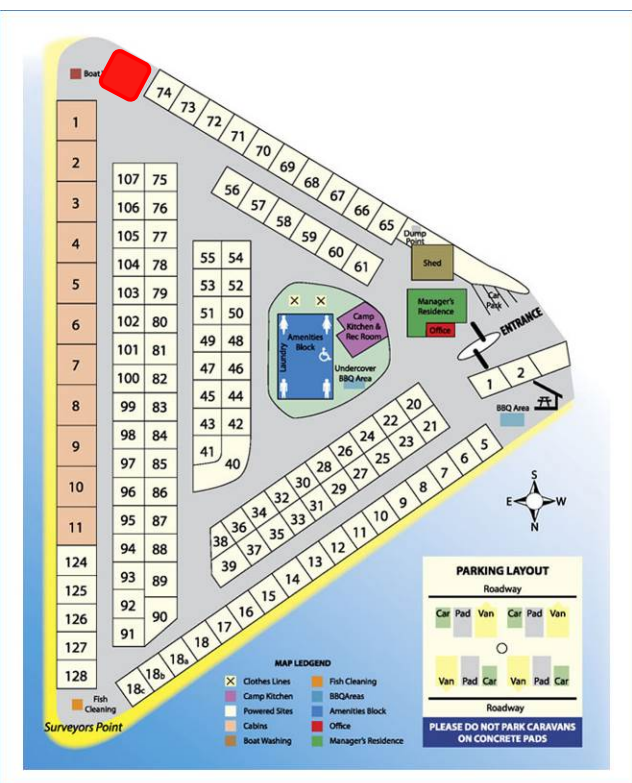 Boat
74
73
72
71
70
69
68
67
66
65
1
2
3
4
5
6
7
8
9
10
11
124
125
126
127
128
107 75
106 76
105 77
104 78
103 79
102 80
101 81
100 82
99 83
98 84
97 85
96 86
95 87
94 88
93 89
92 90
91
56
57
58
59
60
61
55 54
53 52
51 50
49 48
47 46
45 44
43 42
41 40
Dump
Point
Shed
Manager's
Residence
Office
Car
Park
ENTRANCE
Camp
Kitchen &
Rec Room
Amenities
Block
Laundry
Undercover
BBQ Area
1 2
BBQ Area
20
22
24
26
28
30
32
34
36
38
21
23
25
27
29
31
33
35
37
39
5
6
7
8
9
10
11
12
13
14
15
16
17
18
18a
18b
18c
S
E W
N
Fish
Cleaning
Surveyors Point
MAP LEDGEND
Clothes Lines
Camp Kitchen
Powered Sites
Cabins
Boat Washing
Fish Cleaning
BBQAreas
Amenities Block
Office
Manager's Residence
PARKING LAYOUT
Roadway
Car Pad Van Car Pad Van
Van Pad Car Van Pad Car
Roadway
PLEASE DO NOT PARK CARAVANS
ON CONCRETE PADS